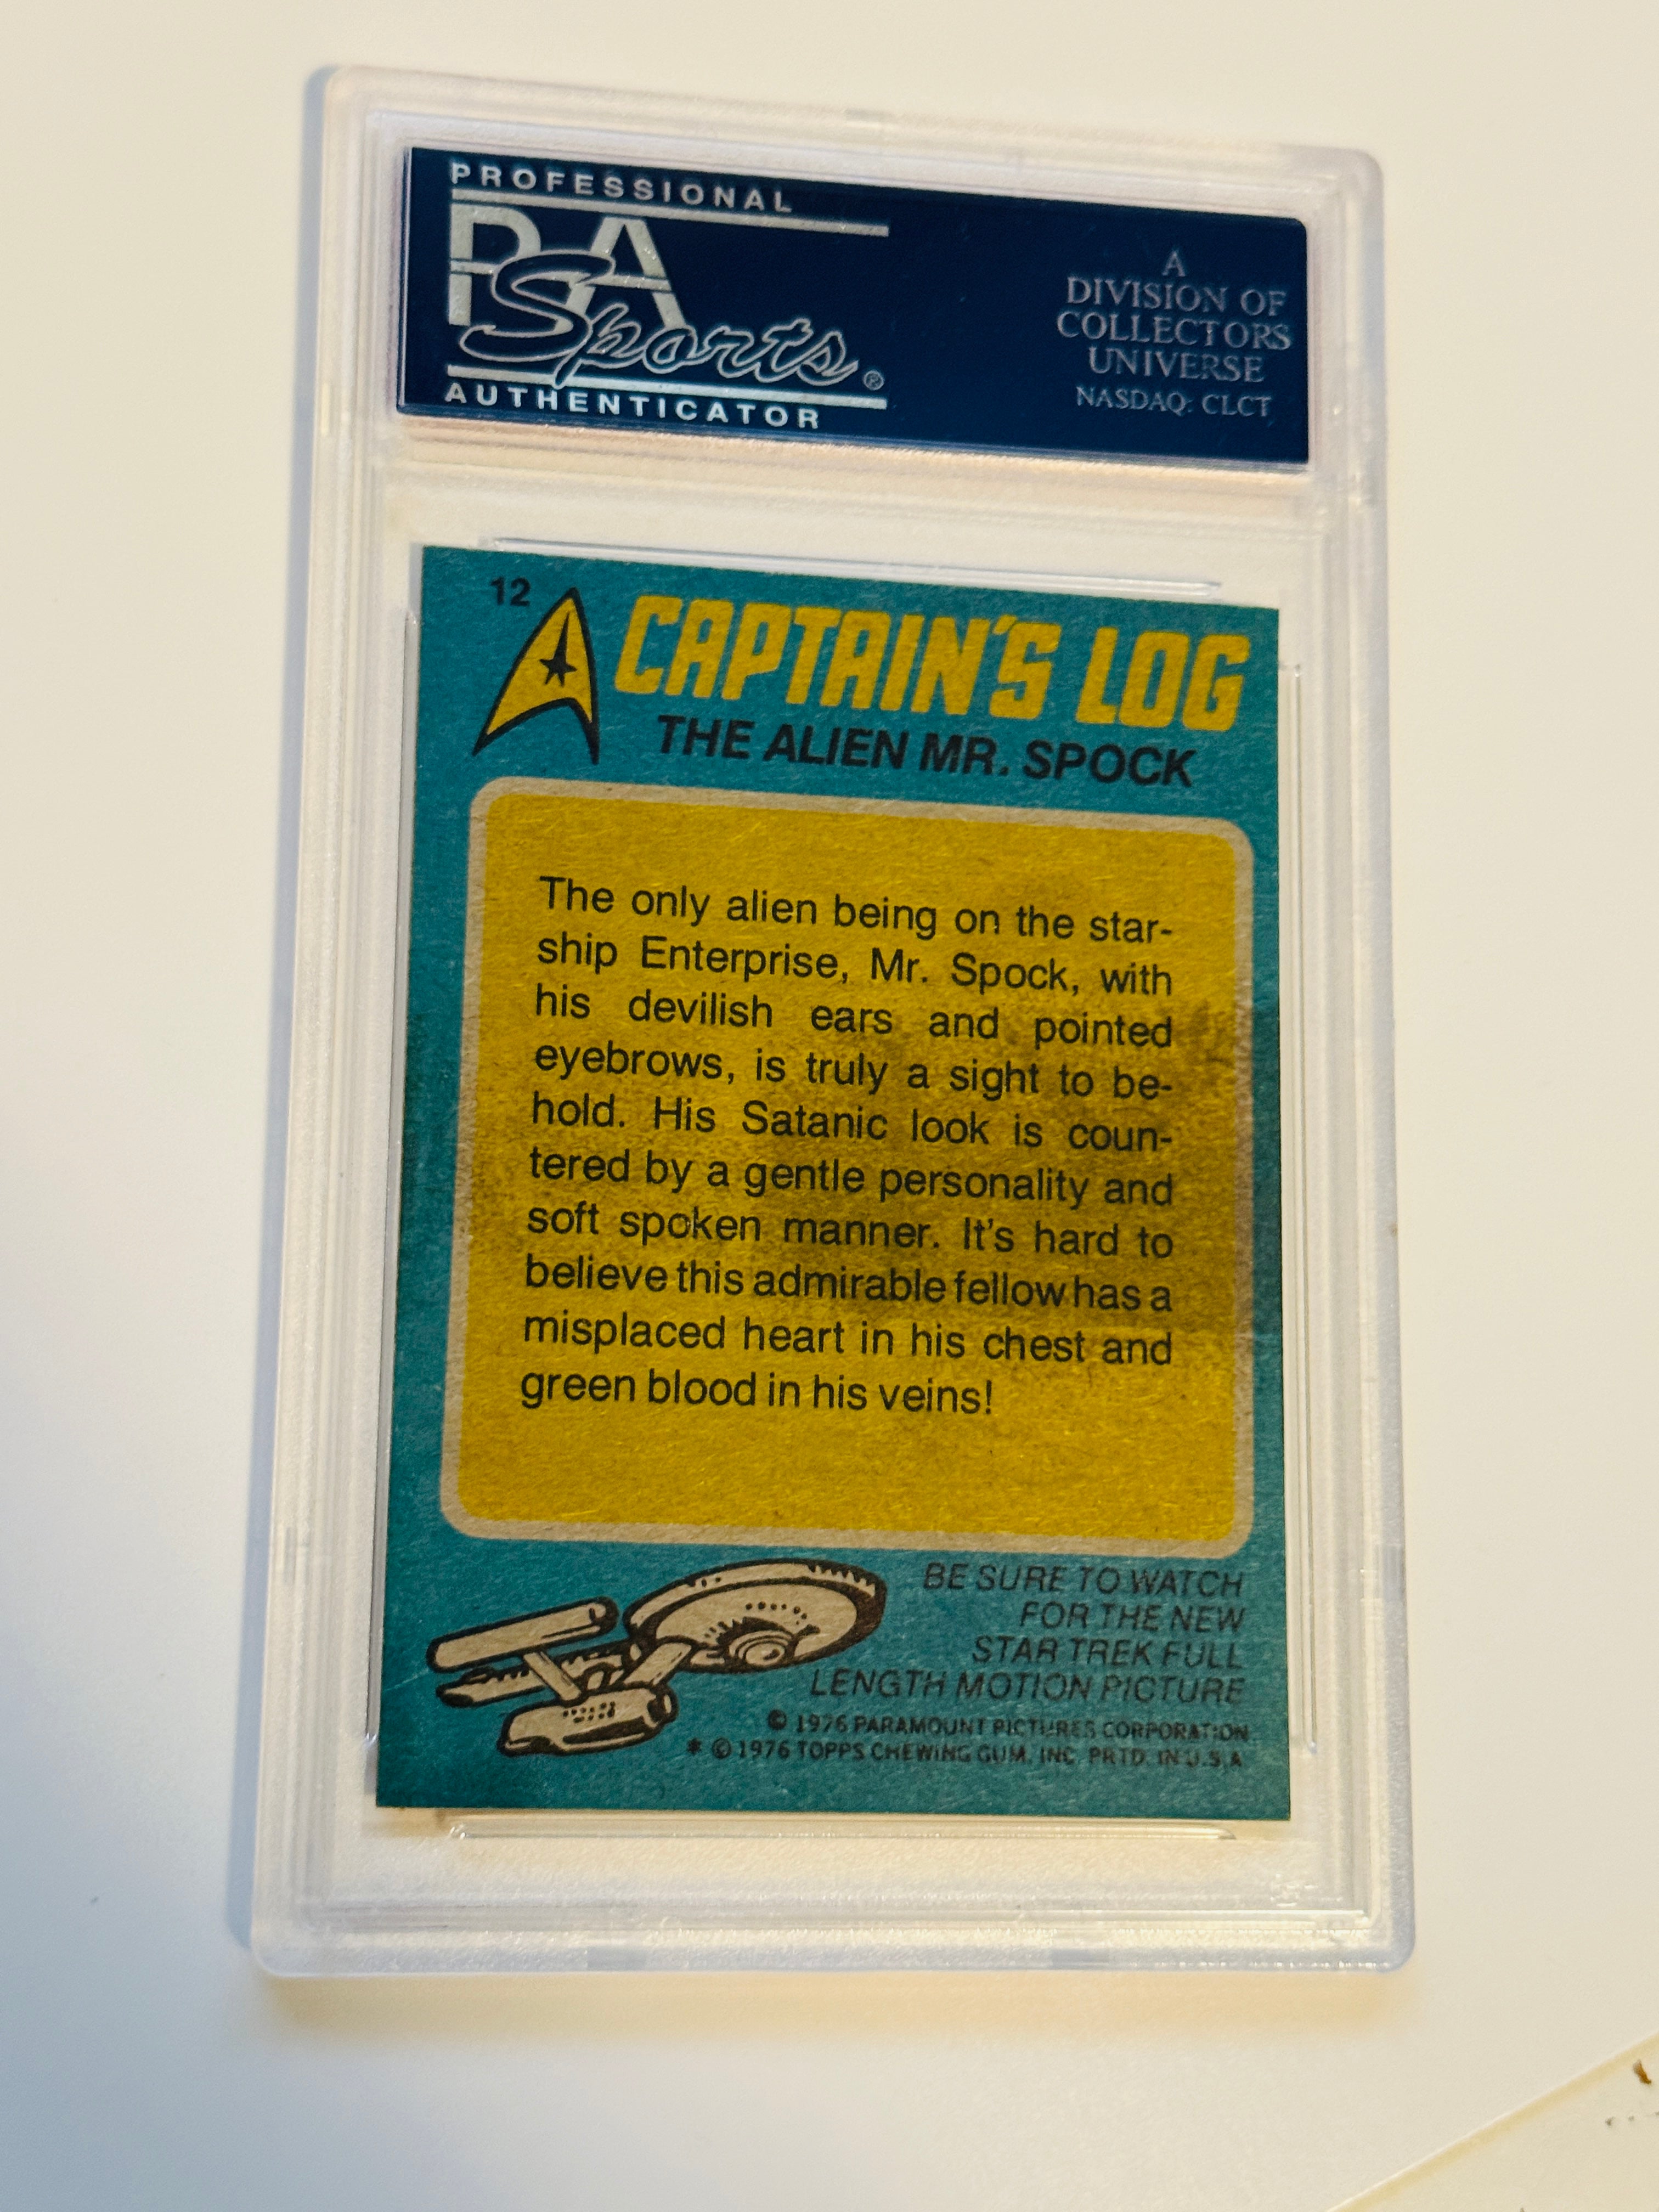 PROFESSIONAL
PSA
Sports®
AUTHENTICATOR
A
DIVISION OF
COLLECTORS
UNIVERSE
NASDAQ: CLCT
12
CAPTAIN'S LOG
THE ALIEN MR. SPOCK
The only alien being on the star-
ship Enterprise, Mr. Spock, with
his devilish ears and pointed
eyebrows, is truly a sight to be-
hold. His Satanic look is coun-
tered by a gentle personality and
soft spoken manner. It's hard to
believe this admirable fellow has a
misplaced heart in his chest and
green blood in his veins!
BE SURE TO WATCH
FOR THE NEW
STAR TREK FULL
LENGTH MOTION PICTURE
© 1976 PARAMOUNT PICTURES CORPORATION
* © 1976 TOPPS CHEWING GUM, INC. PRTD. IN U.S.A.